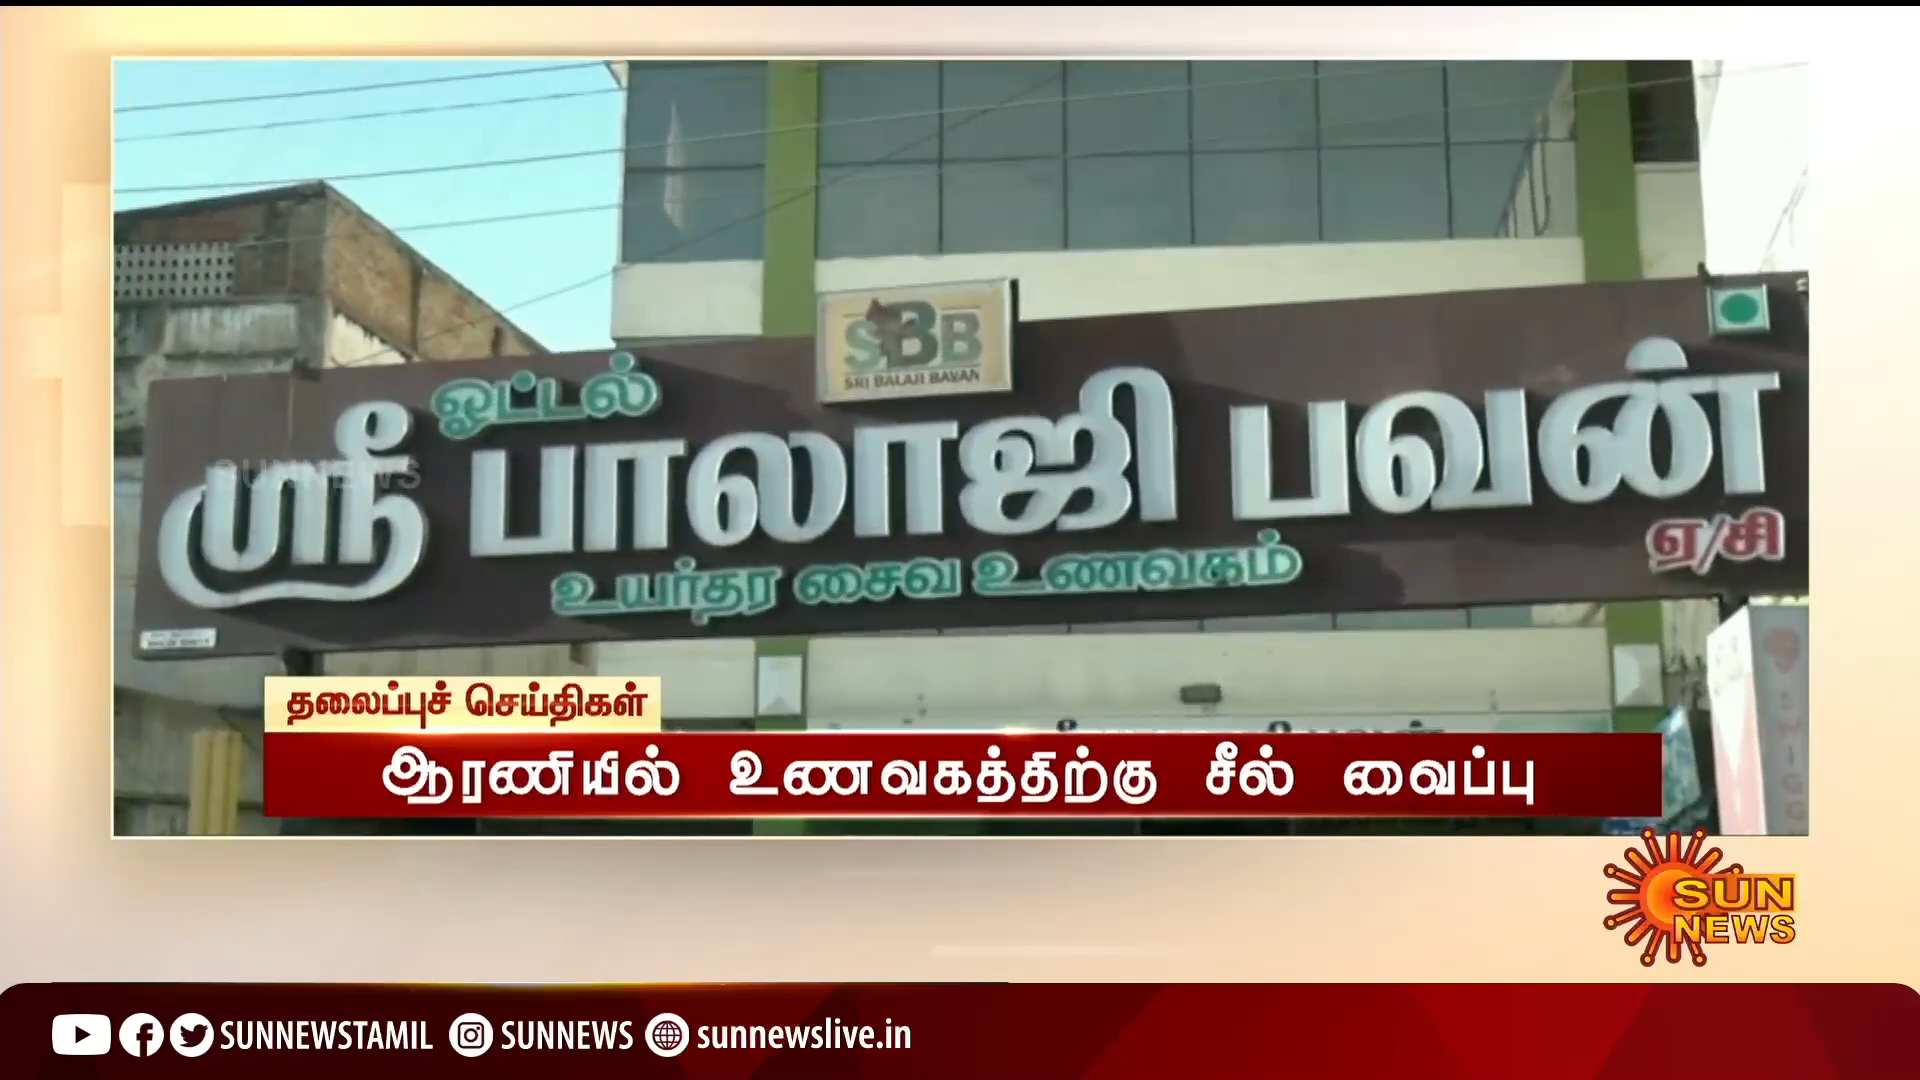 SBB
SRI BALAJI BAVAN
ஓட்டல்
ஸ்ரீ பாலாஜி பவன்
உயர்தர சைவ உணவகம்
ஏ/சி
SUNNEWS
தலைப்புச் செய்திகள்
ஆரணியில் உணவகத்திற்கு சீல் வைப்பு
SUN
NEWS
SUNNEWSTAMIL SUNNEWS sunnewslive.in